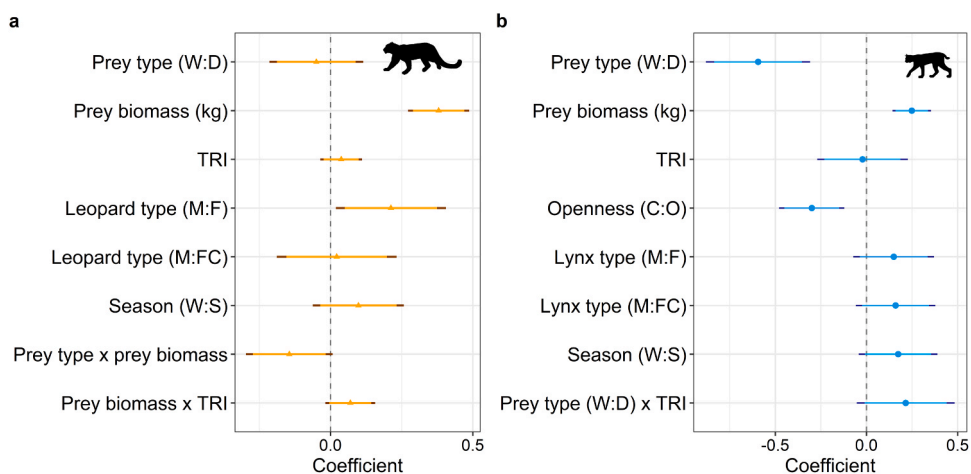 a
Prey type (W:D)
Prey biomass (kg)
TRI
Leopard type (M:F)
Leopard type (M:FC)
Season (W:S)
Prey type x prey biomass
Prey biomass x TRI
0.0 0.5
Coefficient
b
Prey type (W:D)
Prey biomass (kg)
TRI
Openness (C:O)
Lynx type (M:F)
Lynx type (M:FC)
Season (W:S)
Prey type (W:D) x TRI
-0.5 0.0 0.5
Coefficient